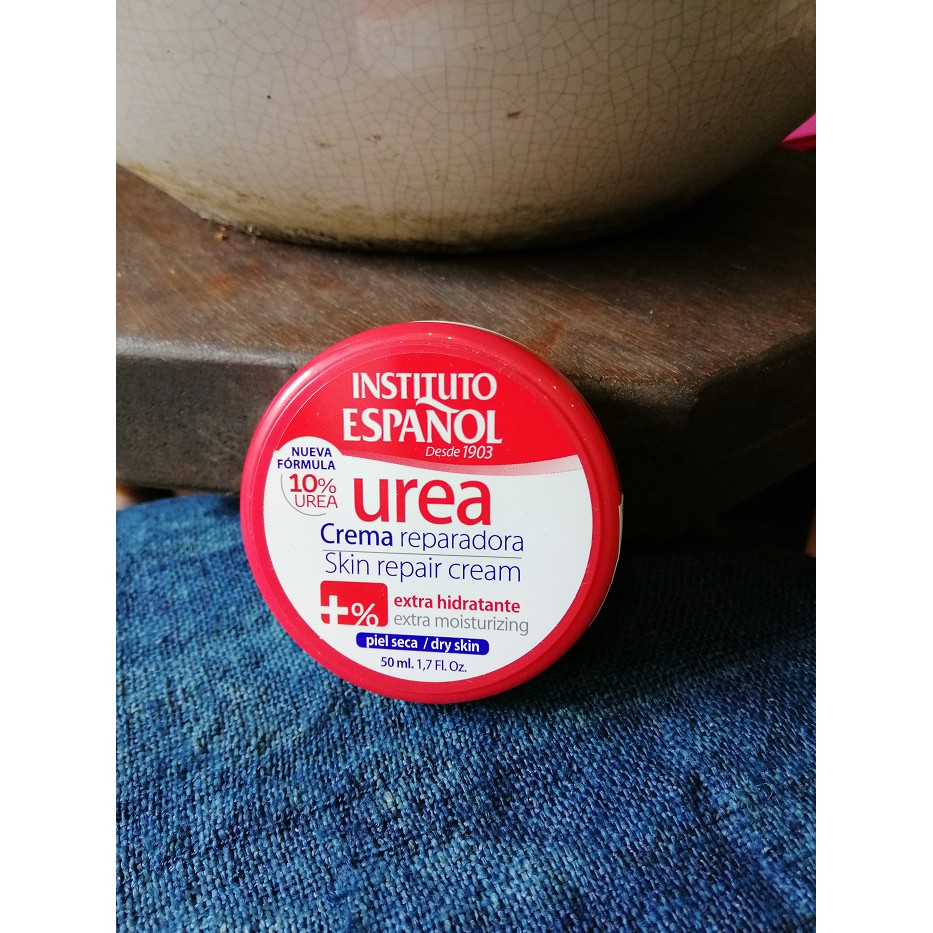 INSTITUTO
ESPAÑOL
Desde 1903
NUEVA
FÓRMULA
10%
UREA
urea
Crema reparadora
Skin repair cream
+%
extra hidratante
extra moisturizing
piel seca / dry skin
50 ml. 1,7 Fl. Oz.